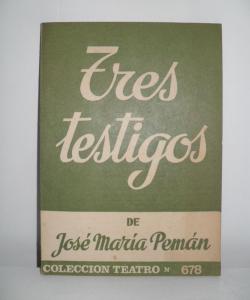 Tres
testigos
DE
José María Pemán
COLECCION TEATRO N 678